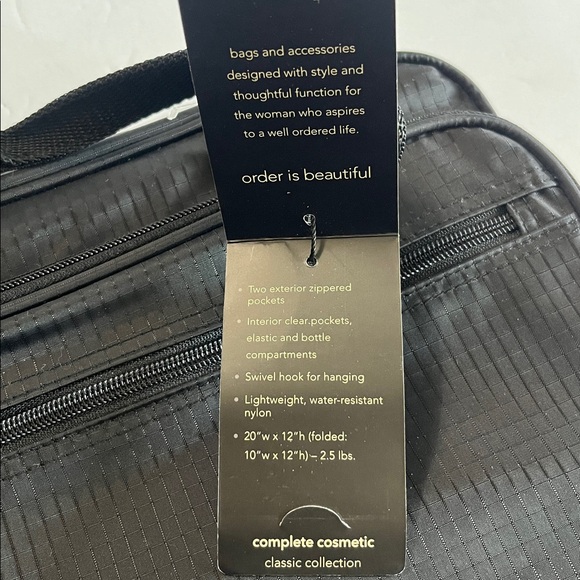 bags and accessories
designed with style and
thoughtful function for
the woman who aspires
to a well ordered life.
order is beautiful
• Two exterior zippered
pockets
• Interior clear.pockets,
elastic and bottle
compartments
• Swivel hook for hanging
• Lightweight, water-resistant
nylon
• 20"w x 12"h (folded:
10"w x 12"h) – 2.5 lbs.
complete cosmetic
classic collection